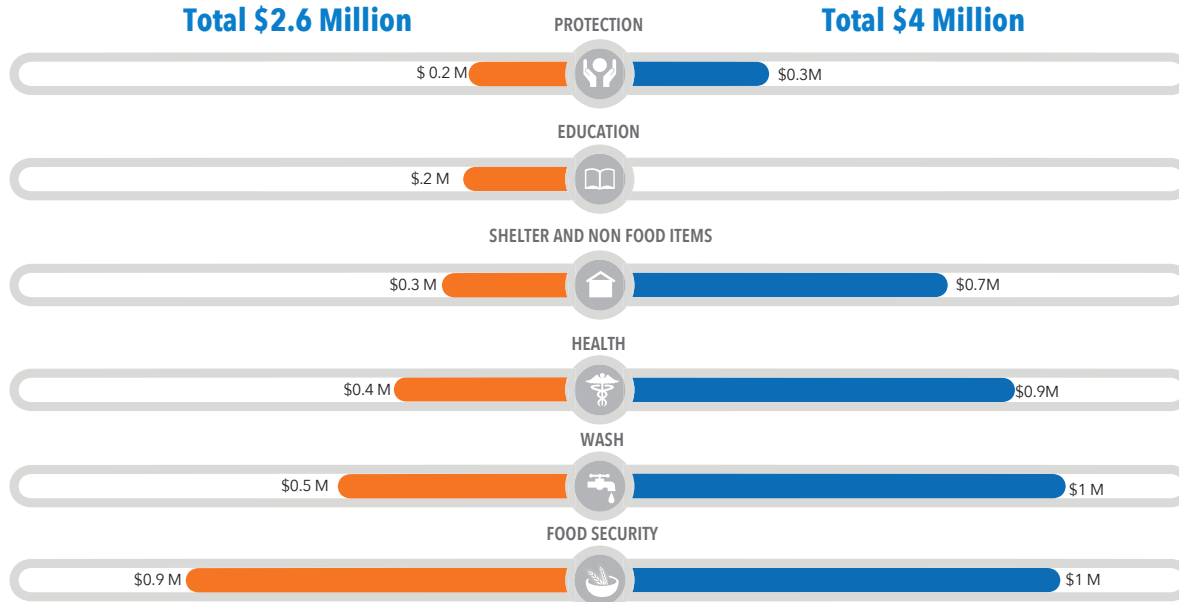 Total $2.6 Million
Total $4 Million
PROTECTION
$ 0.2 M
$0.3M
EDUCATION
$.2 M
SHELTER AND NON FOOD ITEMS
$0.3 M
$0.7M
HEALTH
$0.4 M
$0.9M
WASH
$0.5 M
$1 M
FOOD SECURITY
$0.9 M
$1 M